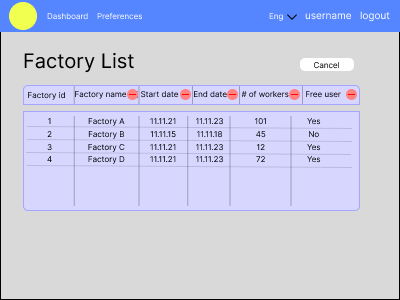 Dashboard Preferences Eng username logout
Factory List
Cancel
Factory id Factory name Start date End date # of workers Free user
1 Factory A 11.11.21 11.11.23 101 Yes
2 Factory B 11.11.15 11.11.18 45 No
3 Factory C 11.11.21 11.11.23 12 Yes
4 Factory D 11.11.21 11.11.23 72 Yes